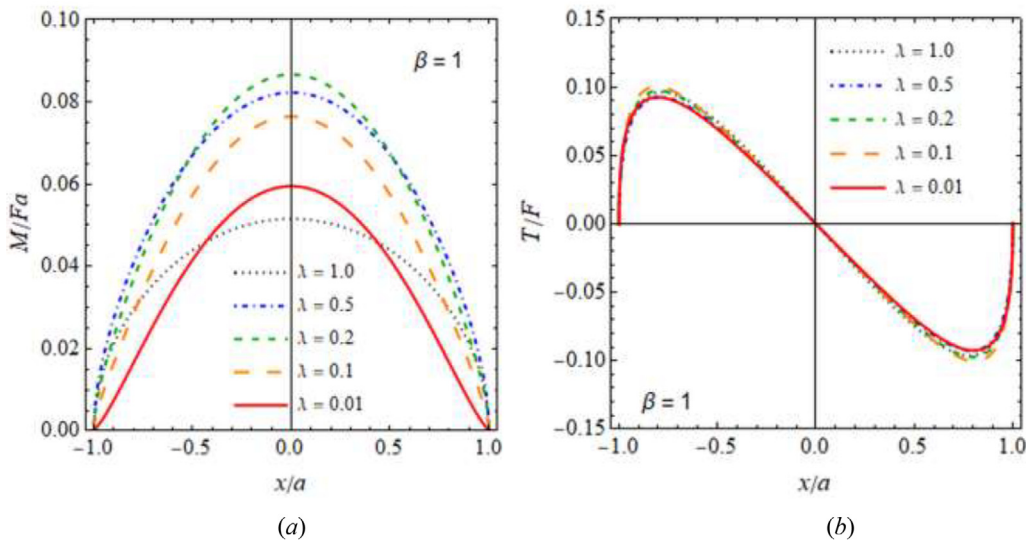 0.10
0.08
0.06
0.04
0.02
0.00
M/Fa
β = 1
λ = 1.0
λ = 0.5
λ = 0.2
λ = 0.1
λ = 0.01
−1.0 −0.5 0.0 0.5 1.0
x/a
(a)
0.15
0.10
0.05
0.00
−0.05
−0.10
−0.15
T/F
λ = 1.0
λ = 0.5
λ = 0.2
λ = 0.1
λ = 0.01
β = 1
−1.0 −0.5 0.0 0.5 1.0
x/a
(b)